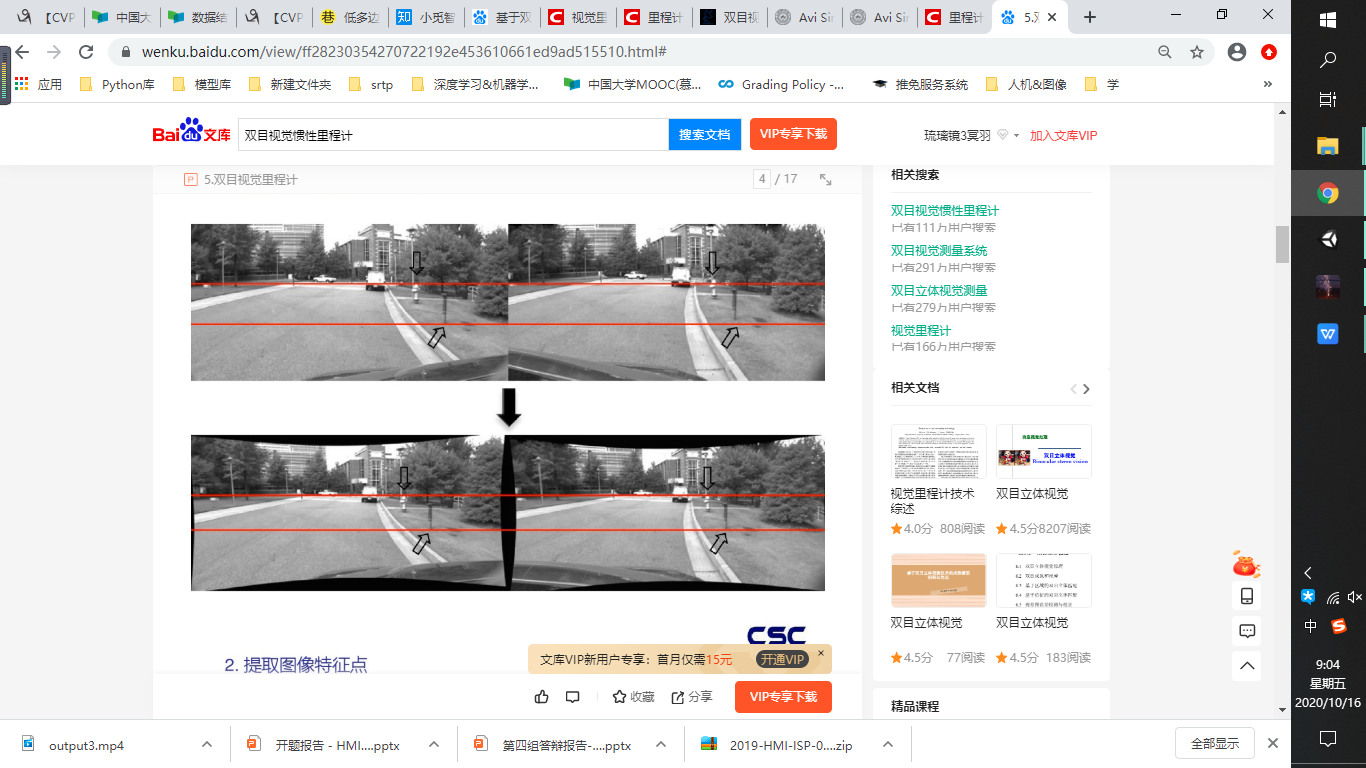 【CVP
中国大
数据结
【CVP
低多边
小觅智
基于双
视觉里
里程计
双目视
Avi Sir
Avi Sir
里程计
5.双
wenku.baidu.com/view/ff28230354270722192e453610661ed9ad515510.html#
应用
Python库
模型库
新建文件夹
srtp
深度学习&机器学...
中国大学MOOC(慕...
Grading Policy -...
推免服务系统
人机&图像
学
»
Bai du 文库
双目视觉惯性里程计
搜索文档
VIP专享下载
琉璃镜3冥羽
加入文库VIP
5.双目视觉里程计
4 / 17
2. 提取图像特征点
CSC
文库VIP新用户专享：首月仅需15元
开通VIP
收藏
分享
VIP专享下载
相关搜索
双目视觉惯性里程计
已有111万用户搜索
双目视觉测量系统
已有291万用户搜索
双目立体视觉测量
已有279万用户搜索
视觉里程计
已有166万用户搜索
相关文档
双目立体视觉
Binocular stereo vision
视觉里程计技术
综述
4.0分 808阅读
双目立体视觉
4.5分8207阅读
双目立体视觉
4.5分 77阅读
双目立体视觉
4.5分 183阅读
精品课程
output3.mp4
开题报告 - HMI....pptx
第四组答辩报告-....pptx
2019-HMI-ISP-0....zip
全部显示
中
9:04
星期五
2020/10/16